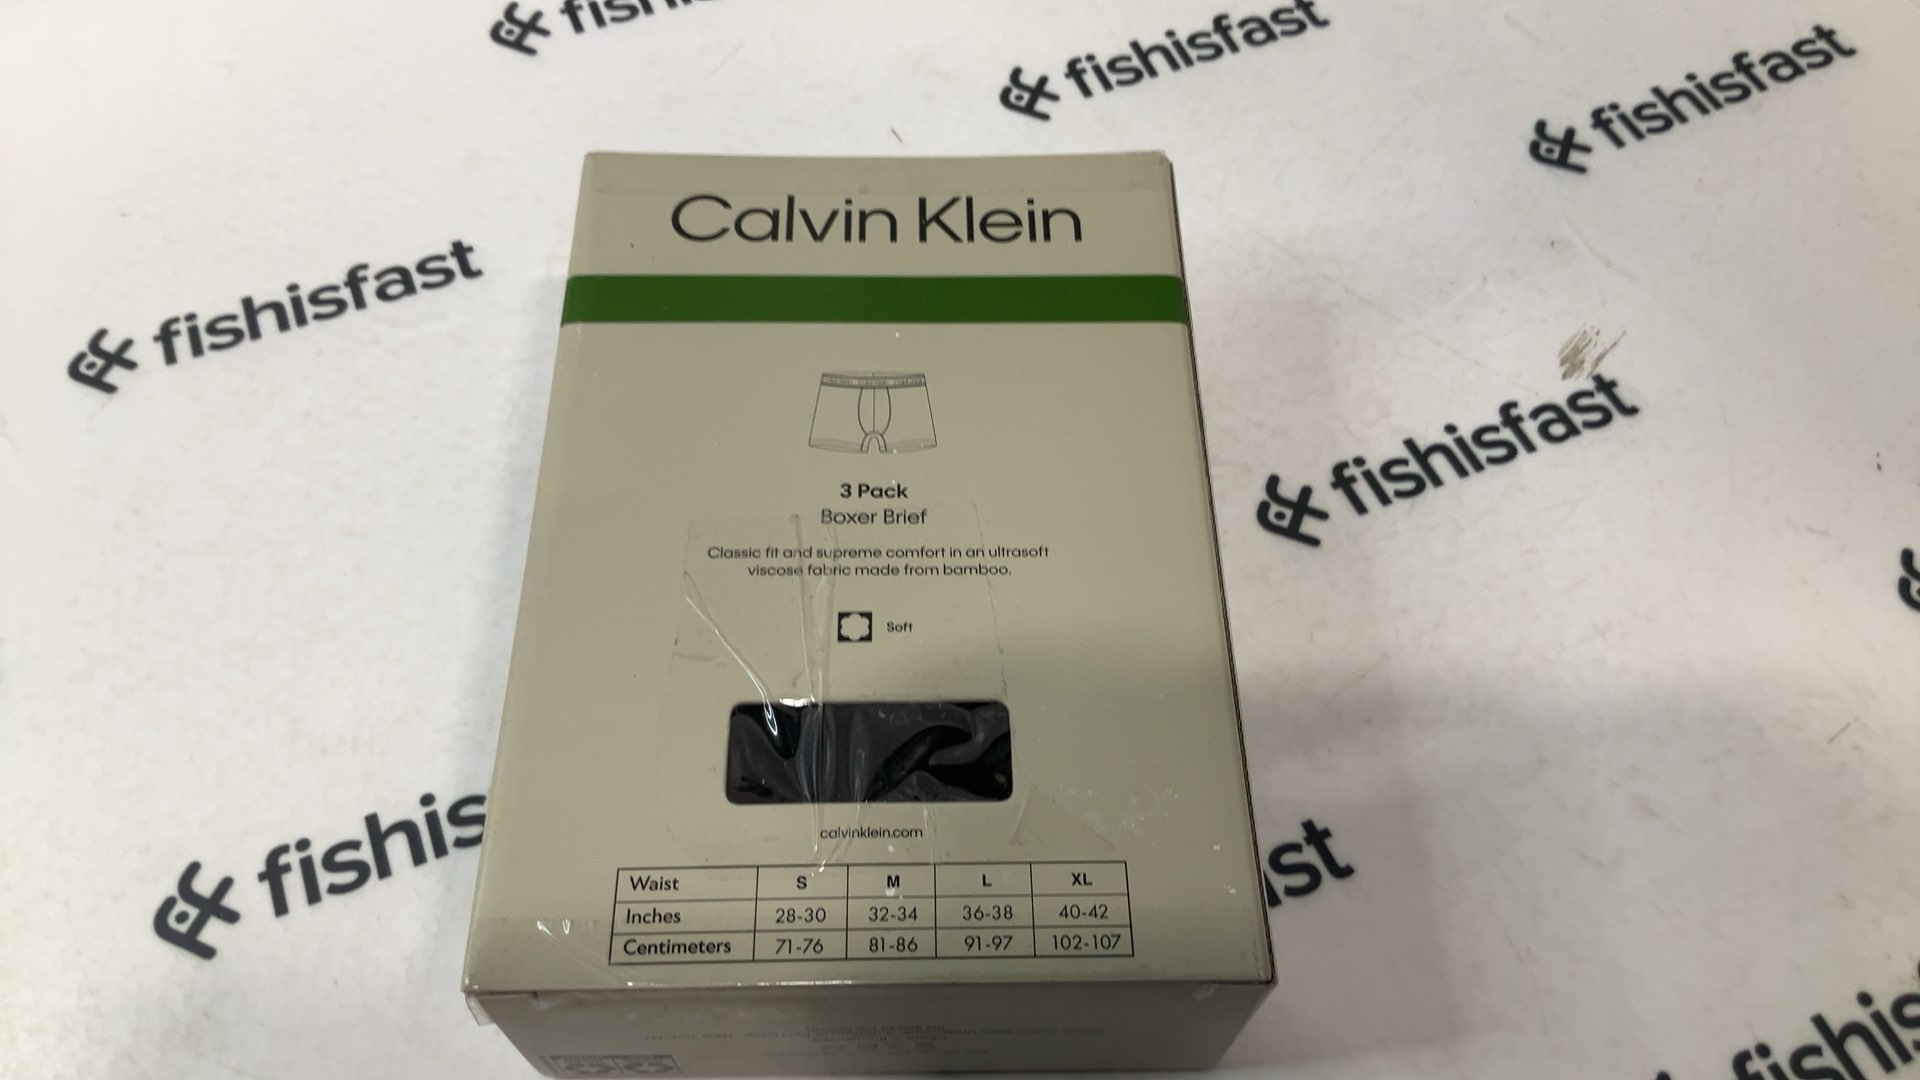 fishisfast
fishisfast
fishisfast
Calvin Klein
fishisfast
3 Pack
Boxer Brief
fishisfast
Classic fit and supreme comfort in an ultrasoft
viscose fabric made from bamboo.
Soft
calvinklein.com
fishis
ast
Waist S M L XL
Inches 28-30 32-34 36-38 40-42
Centimeters 71-76 81-86 91-97 102-107
fishis